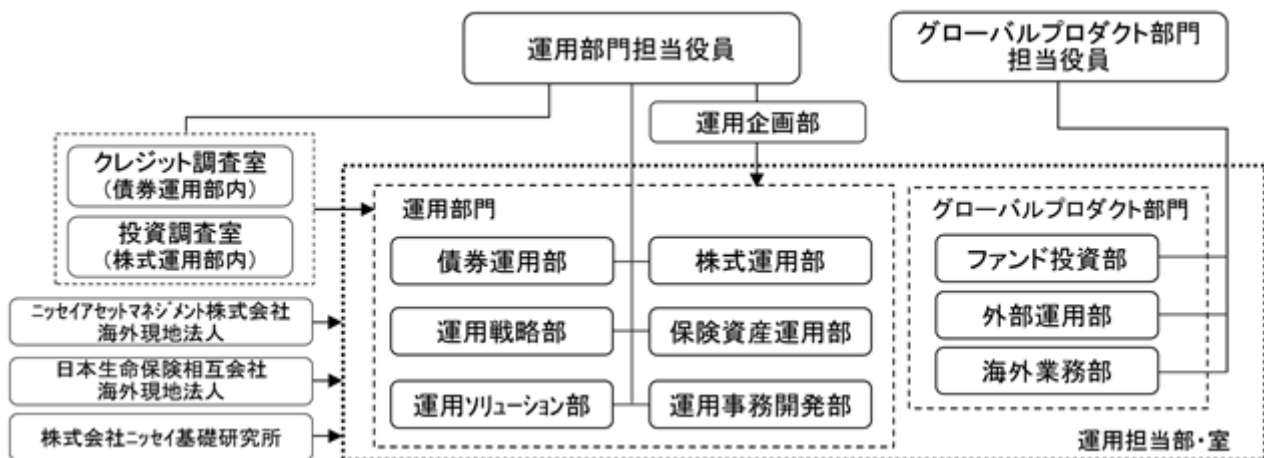 運用部門担当役員
グローバルプロダクト部門
担当役員
運用企画部
クレジット調査室
(債券運用部内)
投資調査室
(株式運用部内)
ニッセイアセットマネジメント株式会社
海外現地法人
日本生命保険相互会社
海外現地法人
株式会社ニッセイ基礎研究所
運用部門
債券運用部
株式運用部
運用戦略部
保険資産運用部
運用ソリューション部
運用事務開発部
グローバルプロダクト部門
ファンド投資部
外部運用部
海外業務部
運用担当部・室